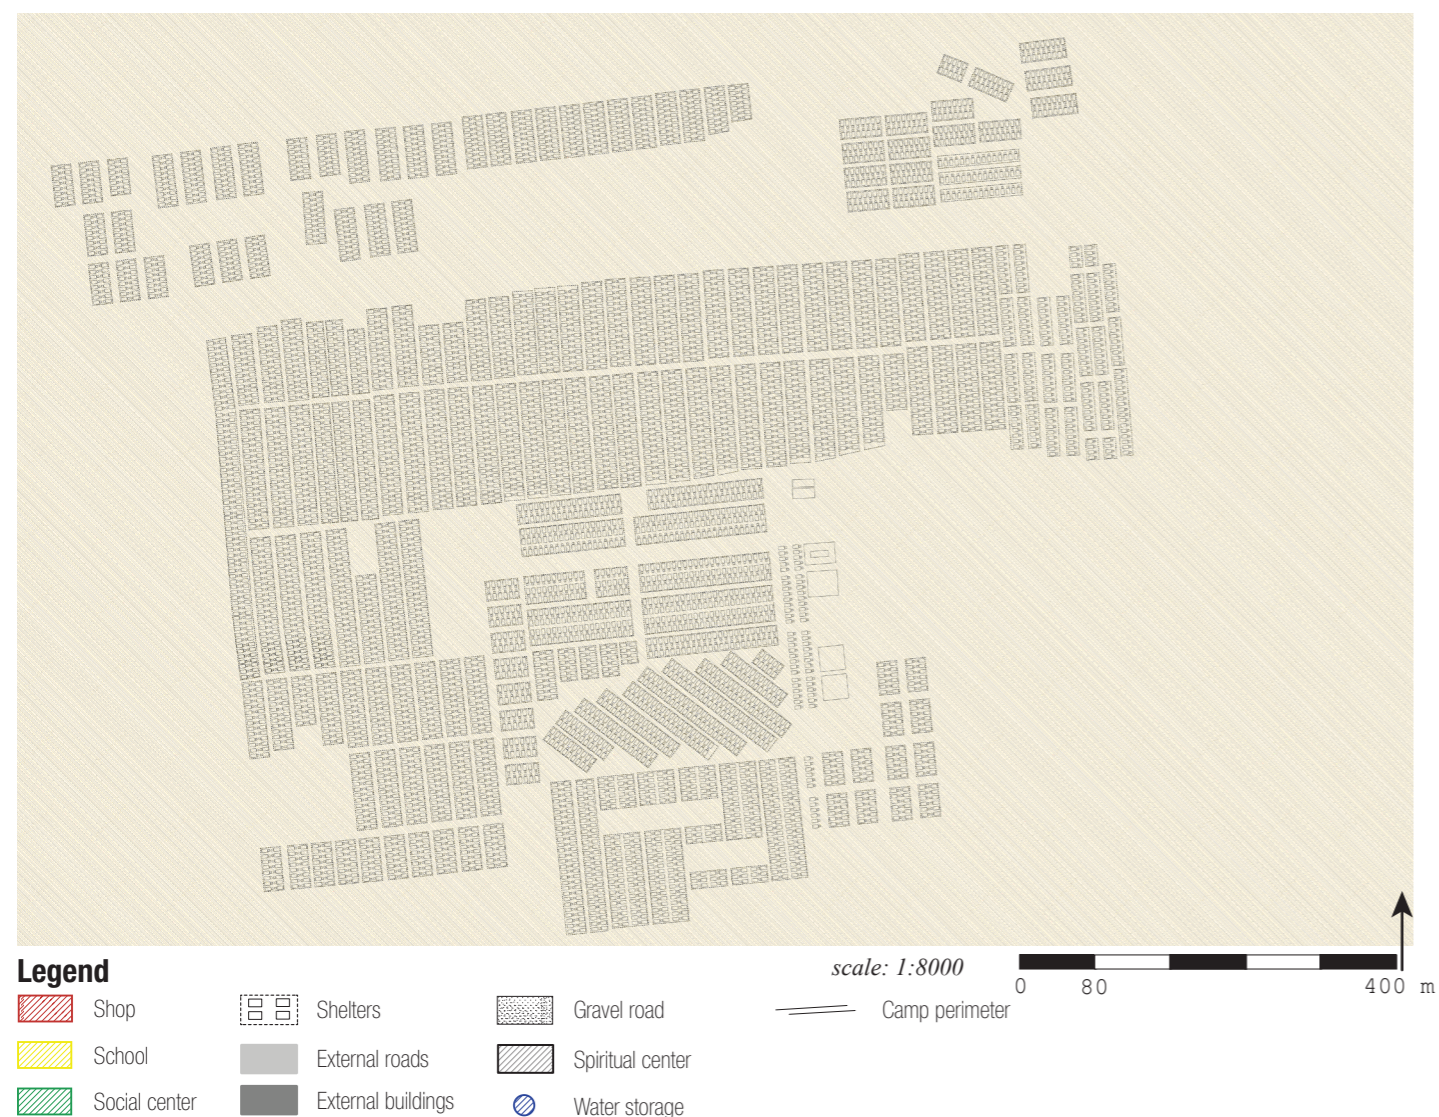 Legend
scale: 1:8000
0 80 400 m
Shop
Shelters
Gravel road
Camp perimeter
School
External roads
Spiritual center
Social center
External buildings
Water storage